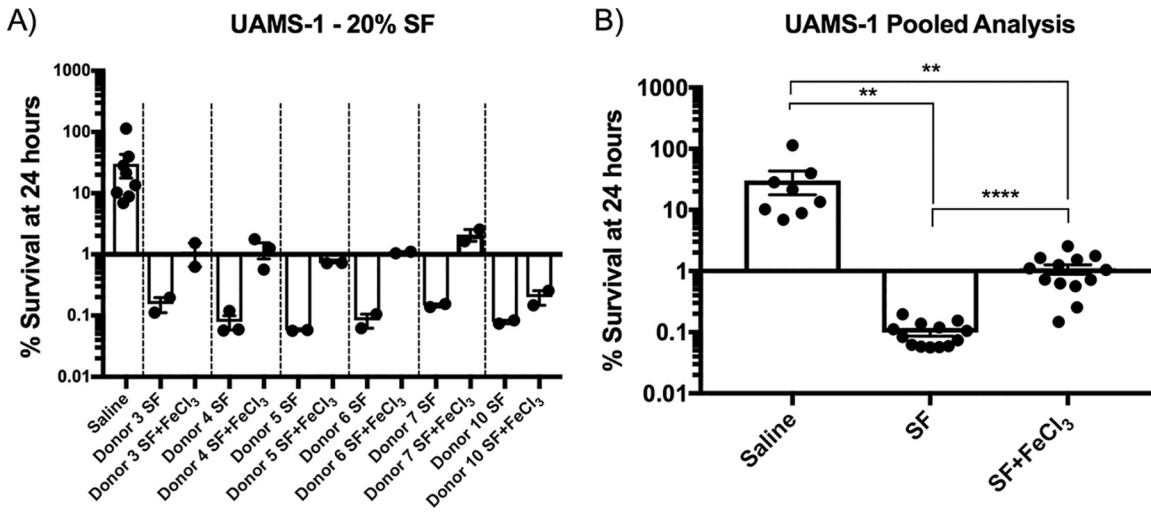 A)
UAMS-1 - 20% SF
% Survival at 24 hours
1000
100
10
1
0.1
0.01
Saline
Donor 3 SF
Donor 3 SF+FeCl₃
Donor 4 SF
Donor 4 SF+FeCl₃
Donor 5 SF
Donor 5 SF+FeCl₃
Donor 6 SF
Donor 6 SF+FeCl₃
Donor 7 SF
Donor 7 SF+FeCl₃
Donor 10 SF
Donor 10 SF+FeCl₃
B)
UAMS-1 Pooled Analysis
% Survival at 24 hours
1000
100
10
1
0.1
0.01
**
**
****
Saline
SF
SF+FeCl₃